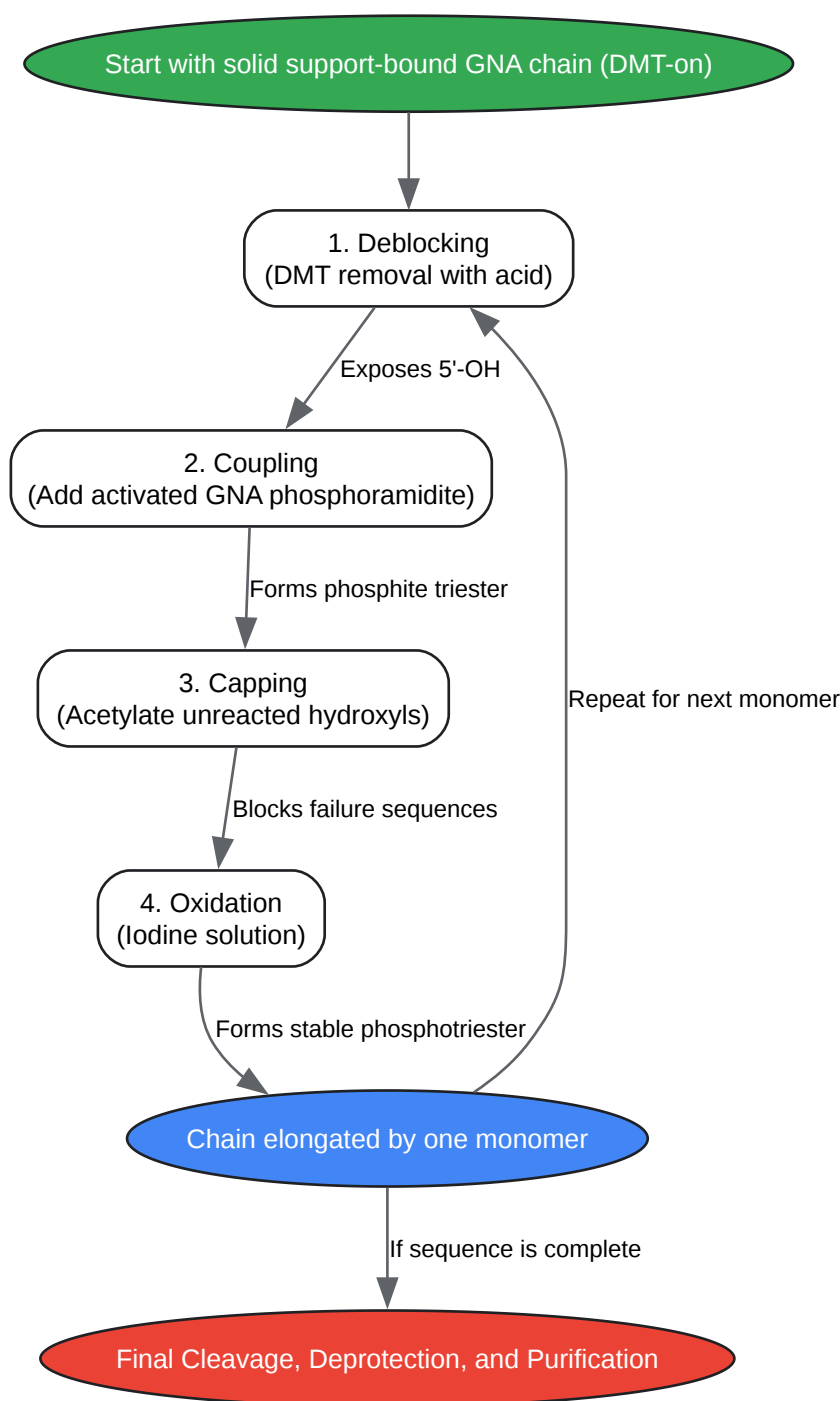 Start with solid support-bound GNA chain (DMT-on)
1. Deblocking
(DMT removal with acid)
Exposes 5'-OH
2. Coupling
(Add activated GNA phosphoramidite)
Forms phosphite triester
3. Capping
(Acetylate unreacted hydroxyls)
Repeat for next monomer
Blocks failure sequences
4. Oxidation
(Iodine solution)
Forms stable phosphotriester
Chain elongated by one monomer
If sequence is complete
Final Cleavage, Deprotection, and Purification